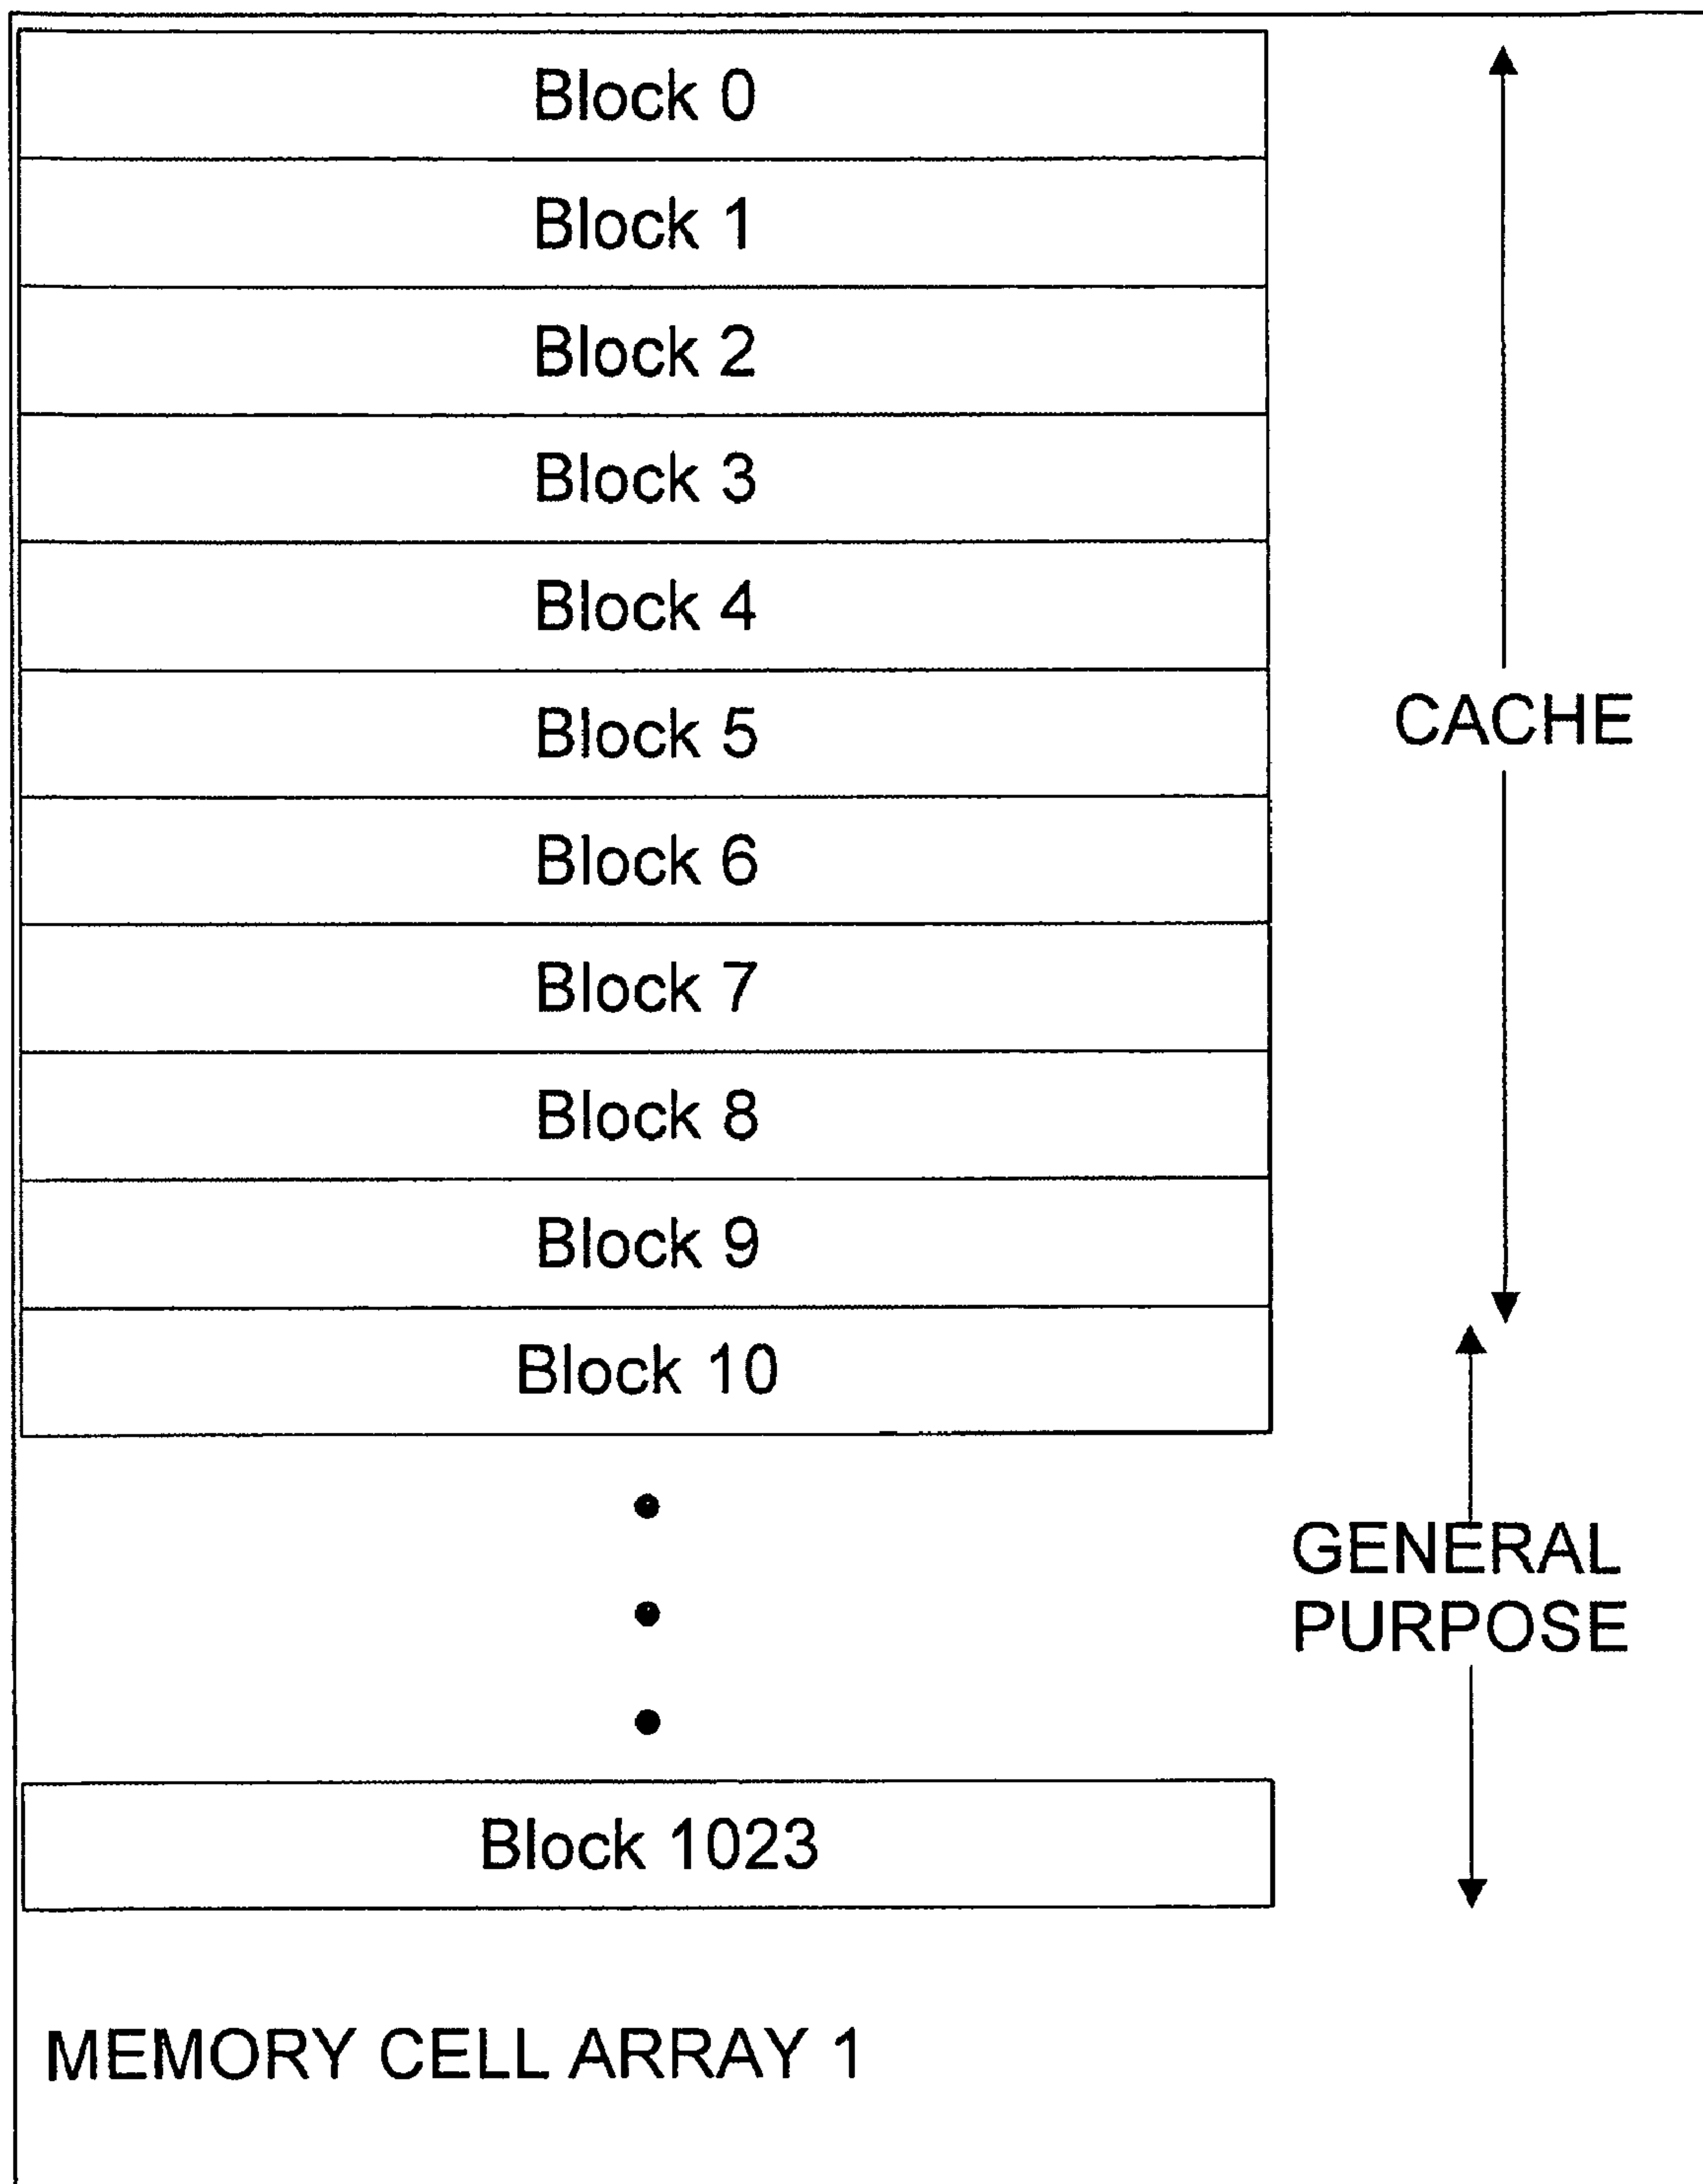 Block 0
Block 1
Block 2
Block 3
Block 4
Block 5
Block 6
Block 7
Block 8
Block 9
Block 10
Block 1023
CACHE
GENERAL
PURPOSE
MEMORY CELL ARRAY 1